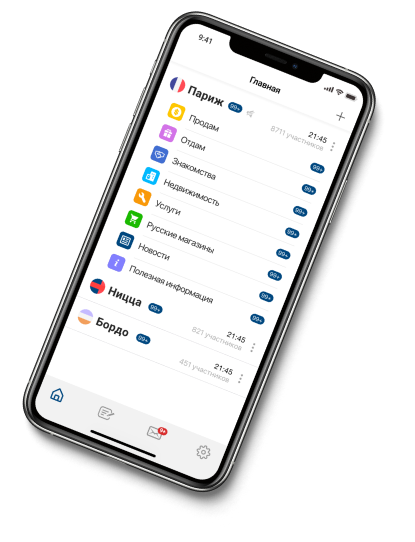 9:41
Главная
Париж 99+
21:45
8711 участников
Продам 99+
Отдам 99+
Знакомства 99+
Недвижимость 99+
Услуги 99+
Русские магазины 99+
Новости 99+
Полезная информация 99+
Ницца 99+
21:45
821 участников
Бордо 99+
21:45
451 участников
9+